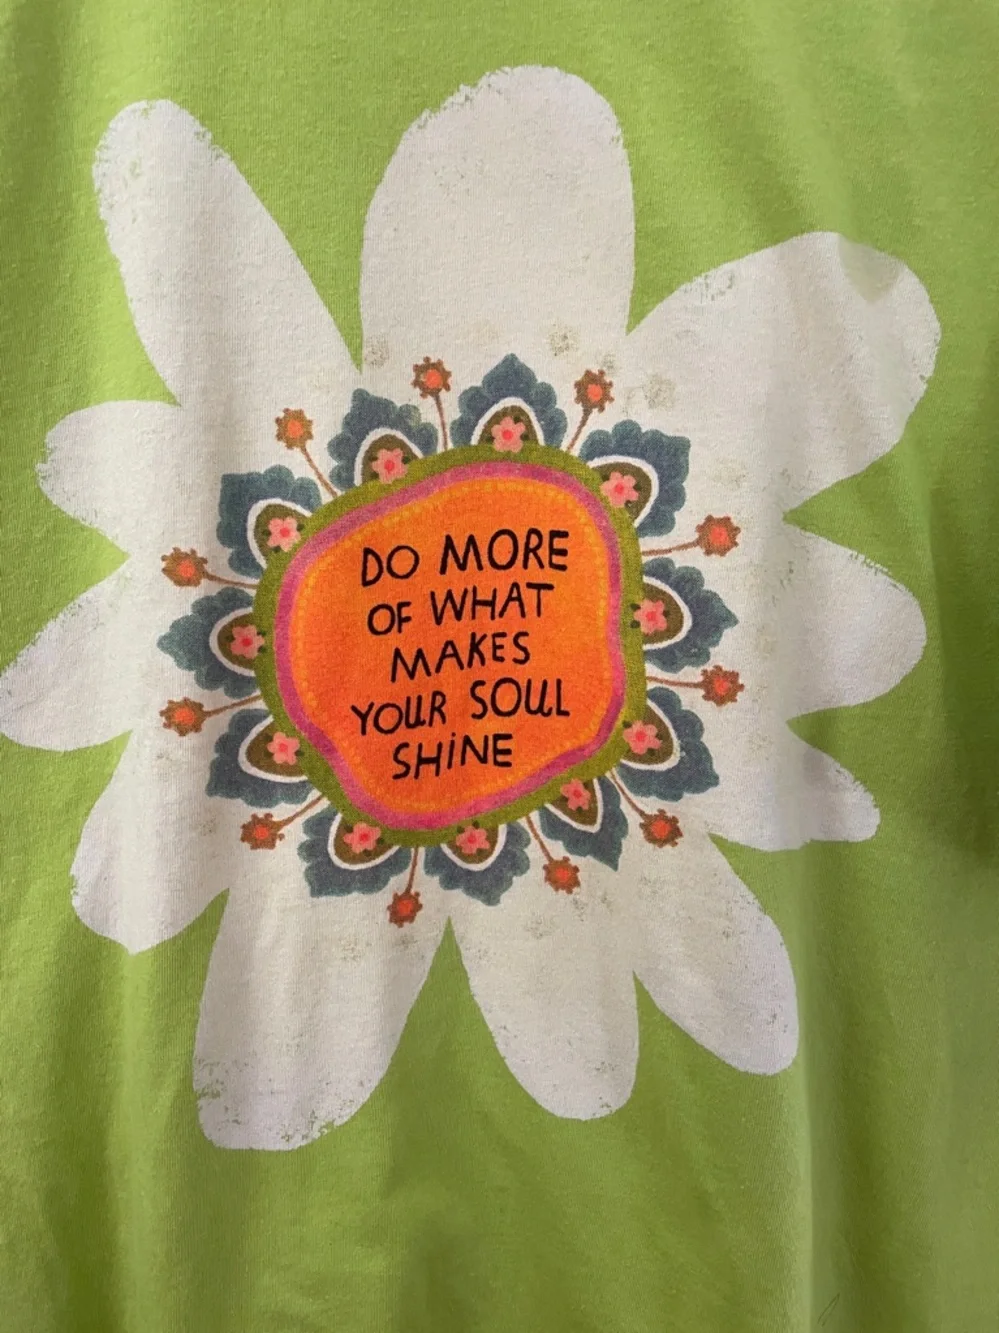 DO MORE
OF WHAT
MAKES
YOUR SOUL
SHINE